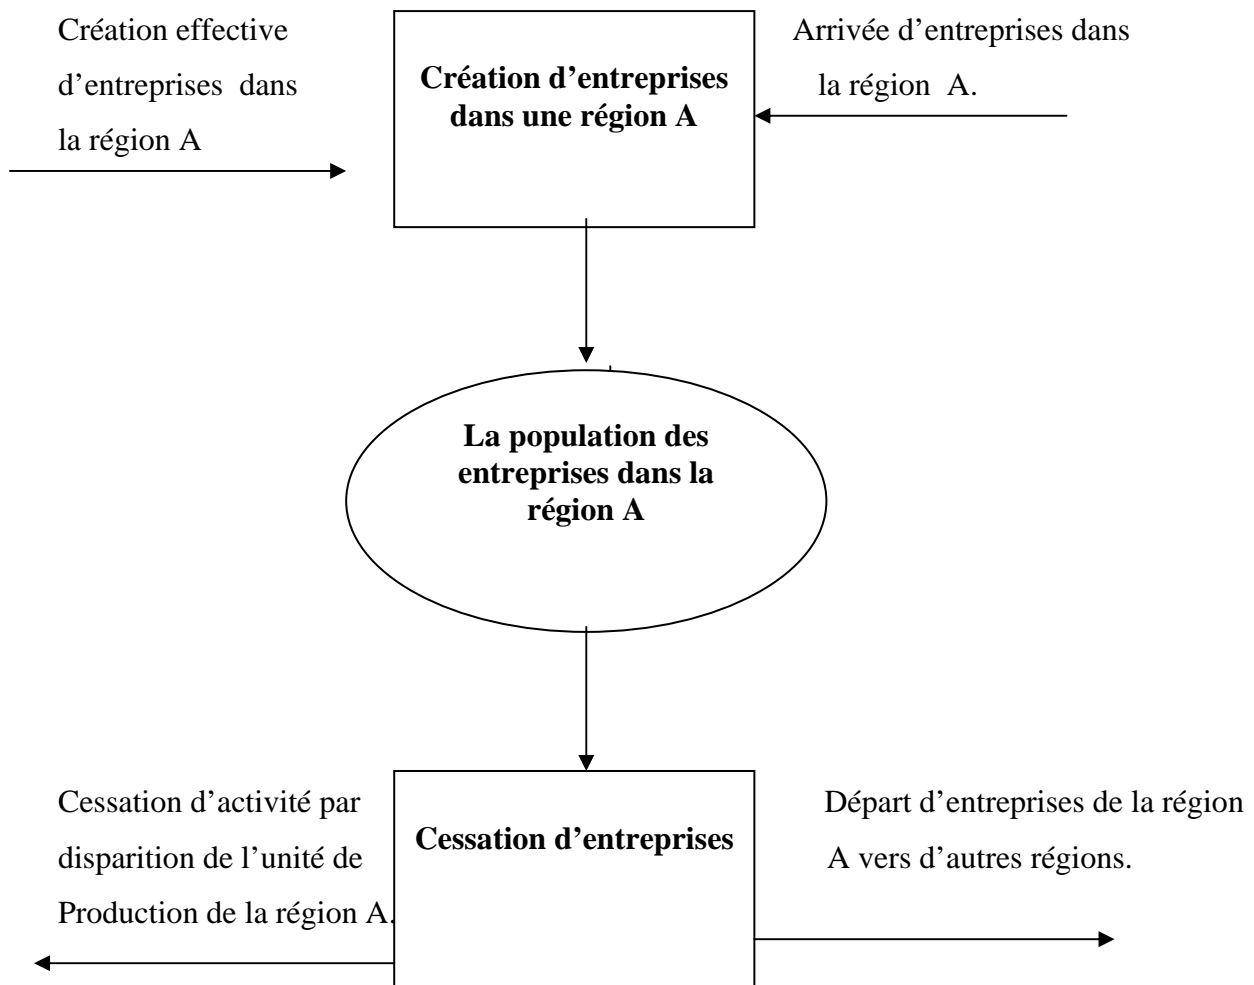 Création effective
d’entreprises dans
la région A
Création d’entreprises
dans une région A
Arrivée d’entreprises dans
la région A.
La population des
entreprises dans la
région A
Cessation d’activité par
disparition de l’unité de
Production de la région A.
Cessation d’entreprises
Départ d’entreprises de la région
A vers d’autres régions.